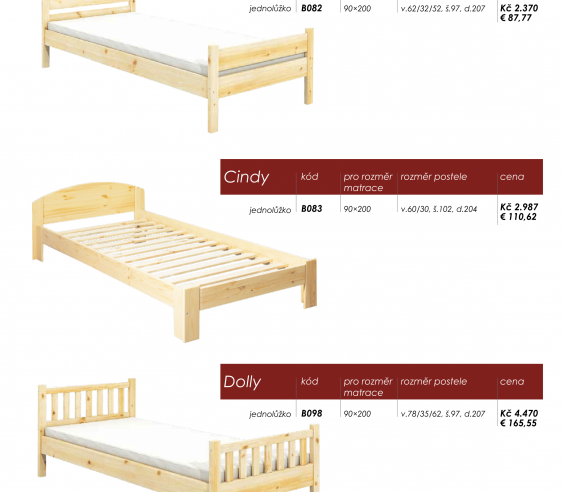 jednolůžko B082 90×200 v.62/32/52, š.97, d.207 Kč 2.370
€ 87,77
Cindy kód pro rozměr rozměr postele cena
matrace
jednolůžko B083 90×200 v.60/30, š.102, d.204 Kč 2.987
€ 110,62
Dolly kód pro rozměr rozměr postele cena
matrace
jednolůžko B098 90×200 v.78/35/62, š.97, d.207 Kč 4.470
€ 165,55